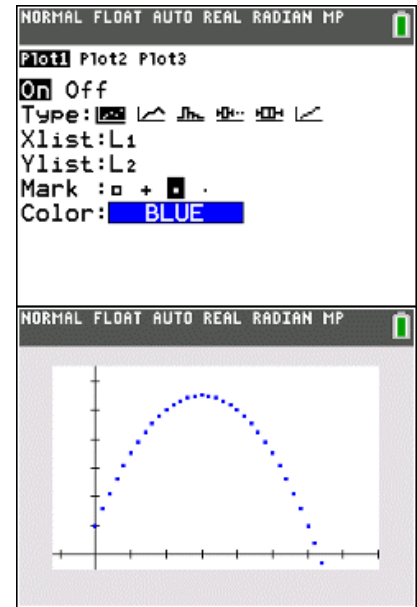 NORMAL FLOAT AUTO REAL RADIAN MP
Plot1 Plot2 Plot3
On Off
Type:
Xlist:L1
Ylist:L2
Mark :
Color: BLUE
NORMAL FLOAT AUTO REAL RADIAN MP